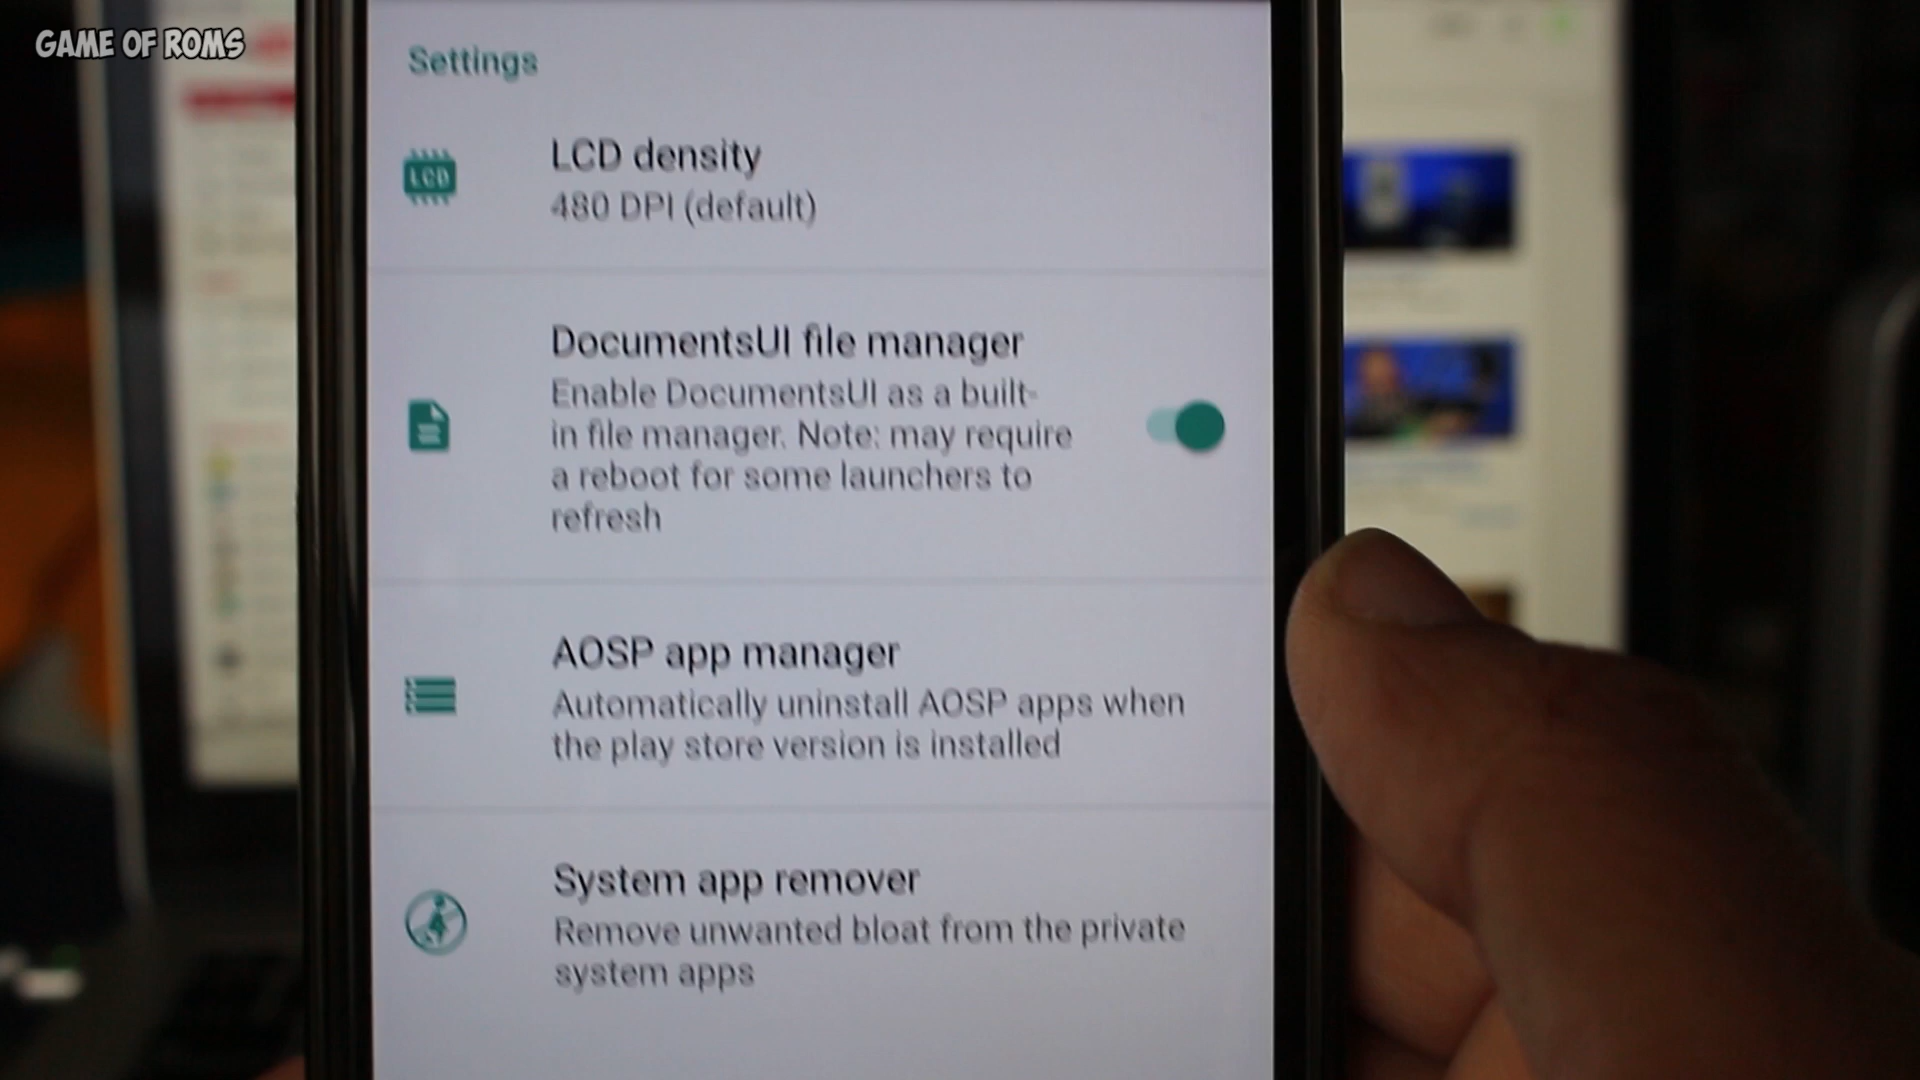 GAME OF ROMS
Settings
LCD density
LCD
480 DPI (default)
DocumentsUI file manager
Enable DocumentsUI as a built-
in file manager. Note: may require
a reboot for some launchers to
refresh
AOSP app manager
Automatically uninstall AOSP apps when
the play store version is installed
System app remover
Remove unwanted bloat from the private
system apps